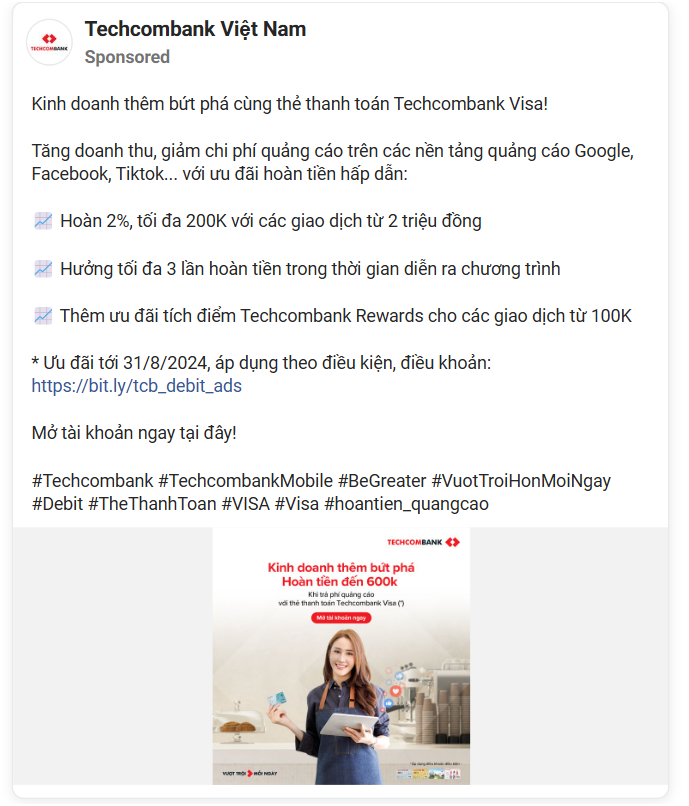 Techcombank Việt Nam
Sponsored
TECHCOMBANK
Kinh doanh thêm bứt phá cùng thẻ thanh toán Techcombank Visa!
Tăng doanh thu, giảm chi phí quảng cáo trên các nền tảng quảng cáo Google,
Facebook, Tiktok... với ưu đãi hoàn tiền hấp dẫn:
Hoàn 2%, tối đa 200K với các giao dịch từ 2 triệu đồng
Hưởng tối đa 3 lần hoàn tiền trong thời gian diễn ra chương trình
Thêm ưu đãi tích điểm Techcombank Rewards cho các giao dịch từ 100K
* Ưu đãi tới 31/8/2024, áp dụng theo điều kiện, điều khoản:
https://bit.ly/tcb_debit_ads
Mở tài khoản ngay tại đây!
#Techcombank #TechcombankMobile #BeGreater #VuotTroiHonMoiNgay
#Debit #TheThanhToan #VISA #Visa #hoantien_quangcao
TECHCOMBANK
Kinh doanh thêm bứt phá
Hoàn tiền đến 600k
Khi trả phí quảng cáo
với thẻ thanh toán Techcombank Visa (*)
Mở tài khoản ngay
VƯỢT TRỘI MỖI NGÀY